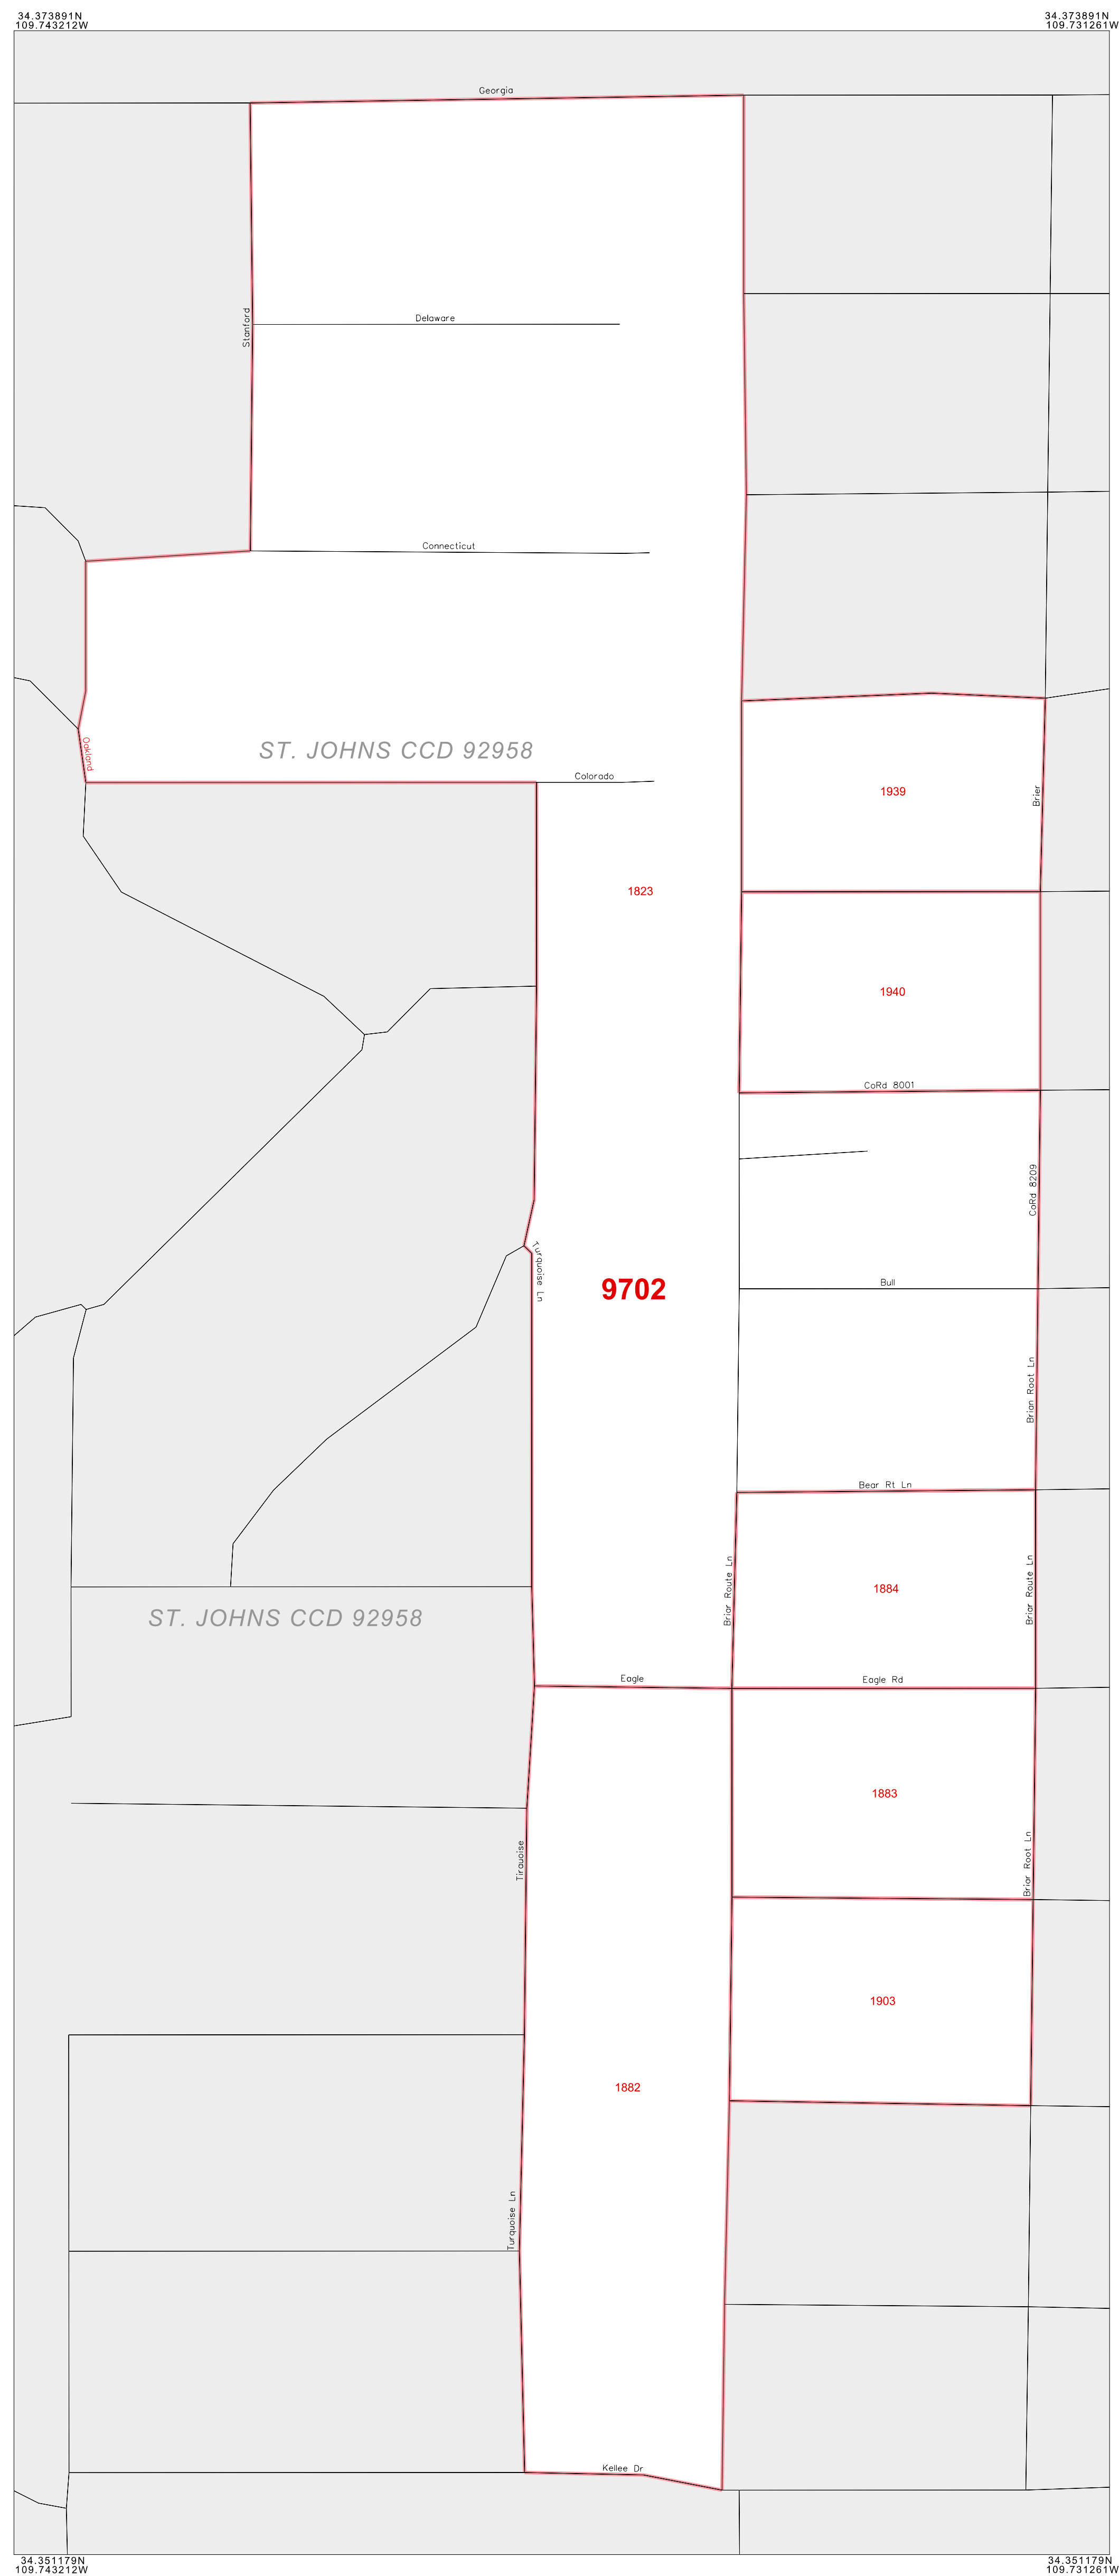 34.373891N
109.743212W
34.373891N
109.731261W
Georgia
Stanford
Delaware
Connecticut
Oakland
ST. JOHNS CCD 92958
Colorado
1939
Brier
1823
1940
CoRd 8001
CoRd 8209
Turquoise Ln
9702
Bull
Brian Root Ln
Bear Rt Ln
Briar Route Ln
1884
Briar Route Ln
ST. JOHNS CCD 92958
Eagle
Eagle Rd
1883
Tirauoise
Briar Root Ln
1903
1882
Turquoise Ln
Kellee Dr
34.351179N
109.743212W
34.351179N
109.731261W